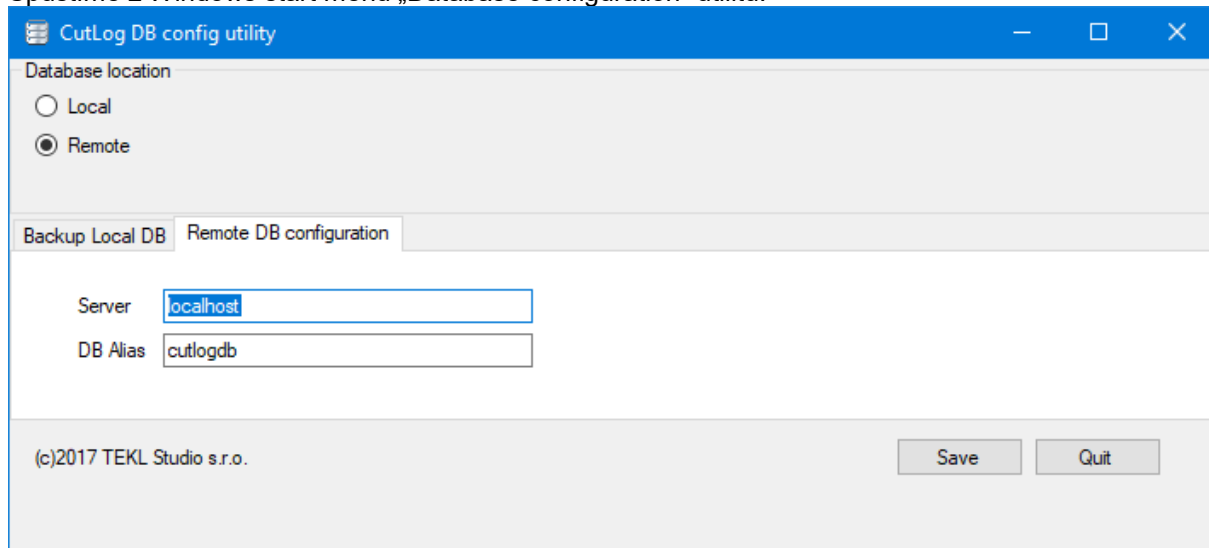 CutLog DB config utility
Database location
Local
Remote
Backup Local DB Remote DB configuration
Server localhost
DB Alias cutlogdb
(c)2017 TEKL Studio s.r.o. Save Quit